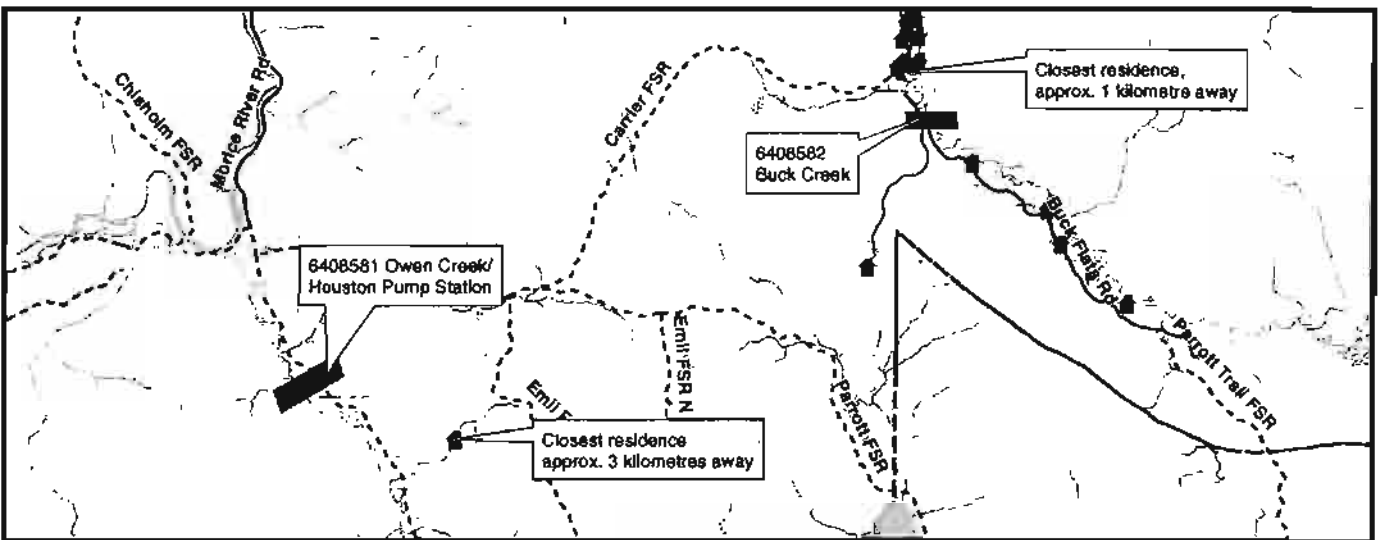 Chisholm FSR
Morice River Rd
Carrier FSR
Closest residence,
approx. 1 kilometre away
6408582
Buck Creek
Buck Flats Rd
6408581 Owen Creek/
Houston Pump Station
Emil FSR N
Emil F
Parrott FSR
Parrott Trail FSR
Closest residence
approx. 3 kilometres away